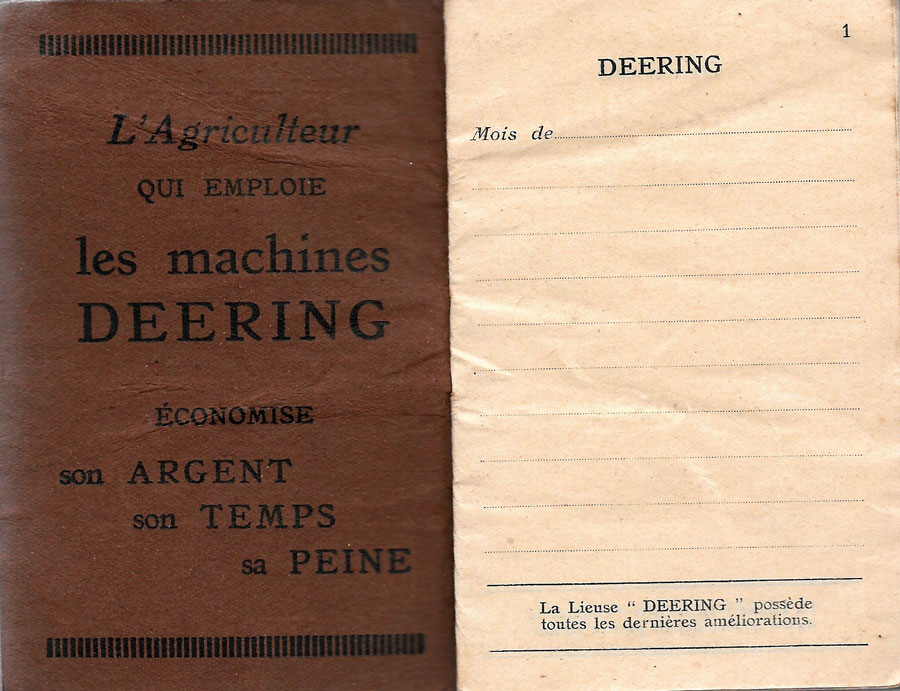 L'Agriculteur
QUI EMPLOIE
les machines
DEERING
ÉCONOMISE
son ARGENT
son TEMPS
sa PEINE
1
DEERING
Mois de
La Lieuse “ DEERING ” possède
toutes les dernières améliorations.